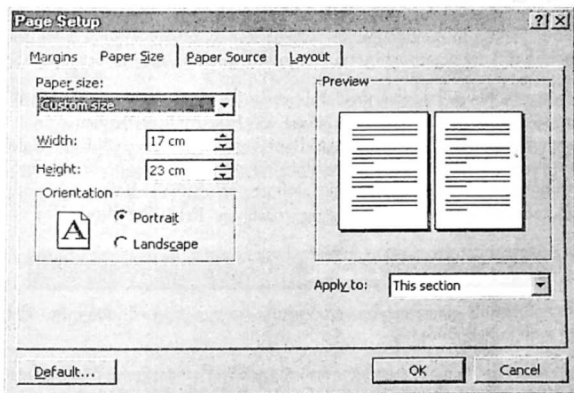 Page Setup
Margins Paper Size Paper Source Layout
Paper size:
Custom size
Width: 17 cm
Height: 23 cm
Orientation
A
Portrait
Landscape
Preview
Apply to: This section
Default... OK Cancel